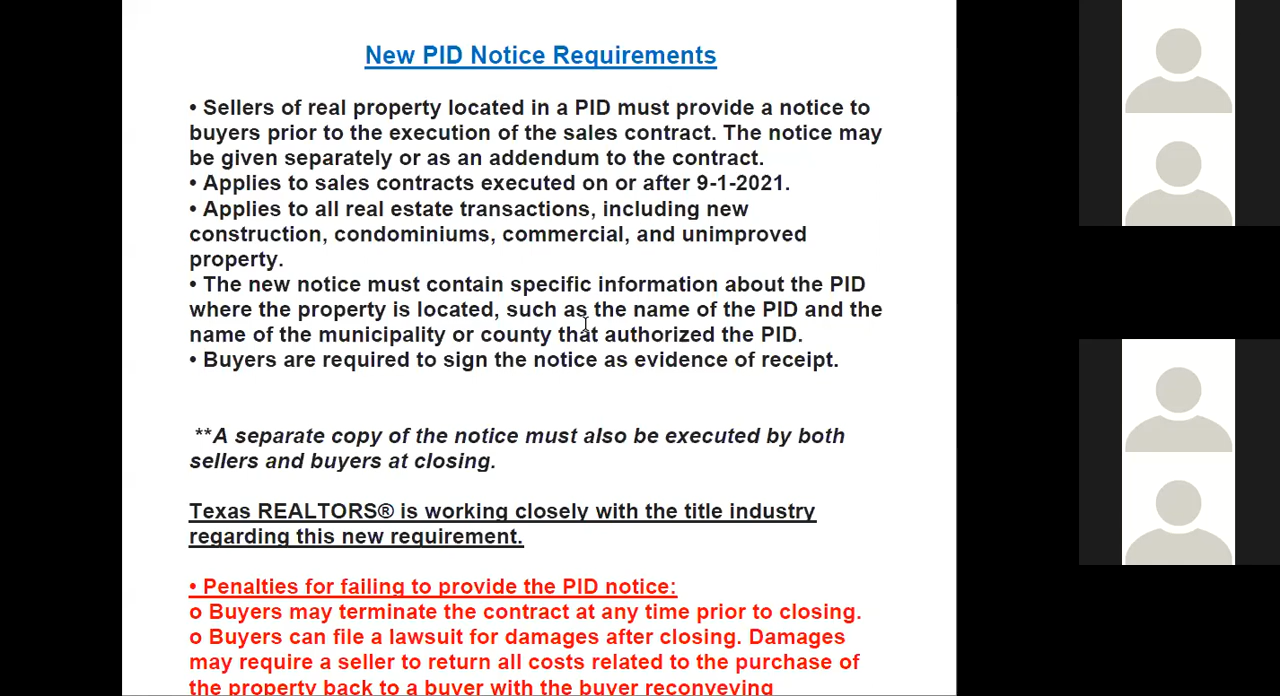 New PID Notice Requirements
• Sellers of real property located in a PID must provide a notice to
buyers prior to the execution of the sales contract. The notice may
be given separately or as an addendum to the contract.
• Applies to sales contracts executed on or after 9-1-2021.
• Applies to all real estate transactions, including new
construction, condominiums, commercial, and unimproved
property.
• The new notice must contain specific information about the PID
where the property is located, such as the name of the PID and the
name of the municipality or county that authorized the PID.
• Buyers are required to sign the notice as evidence of receipt.
**A separate copy of the notice must also be executed by both
sellers and buyers at closing.
Texas REALTORS® is working closely with the title industry
regarding this new requirement.
• Penalties for failing to provide the PID notice:
o Buyers may terminate the contract at any time prior to closing.
o Buyers can file a lawsuit for damages after closing. Damages
may require a seller to return all costs related to the purchase of
the property back to a buyer with the buyer reconveying